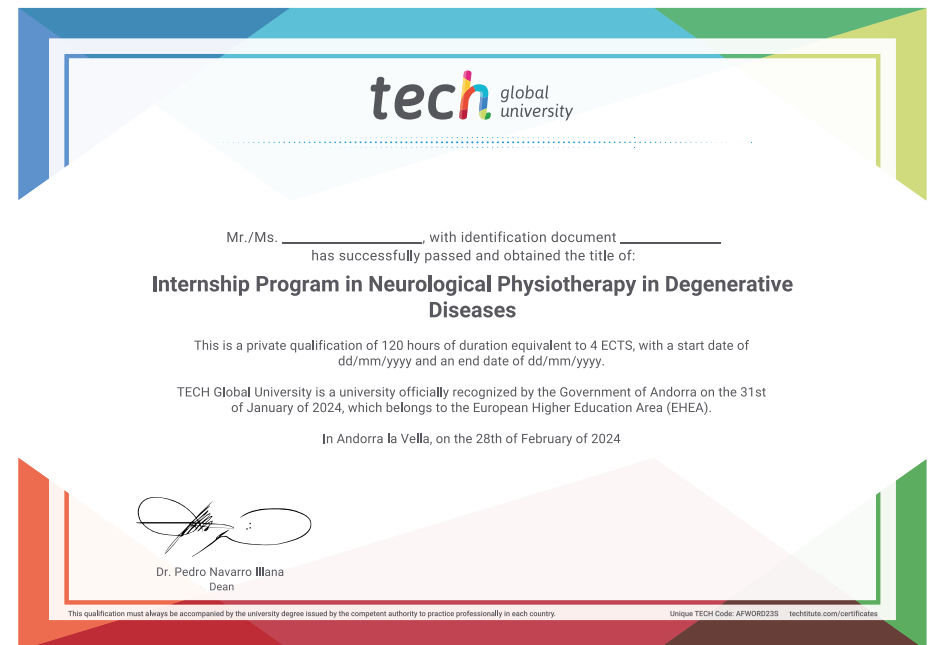 tech global university
Mr./Ms. ____________________, with identification document ______________
has successfully passed and obtained the title of:
Internship Program in Neurological Physiotherapy in Degenerative
Diseases
This is a private qualification of 120 hours of duration equivalent to 4 ECTS, with a start date of
dd/mm/yyyy and an end date of dd/mm/yyyy.
TECH Global University is a university officially recognized by the Government of Andorra on the 31st
of January of 2024, which belongs to the European Higher Education Area (EHEA).
In Andorra la Vella, on the 28th of February of 2024
Dr. Pedro Navarro Illana
Dean
This qualification must always be accompanied by the university degree issued by the competent authority to practice professionally in each country. Unique TECH Code: AFWORD23S techtitute.com/certificates